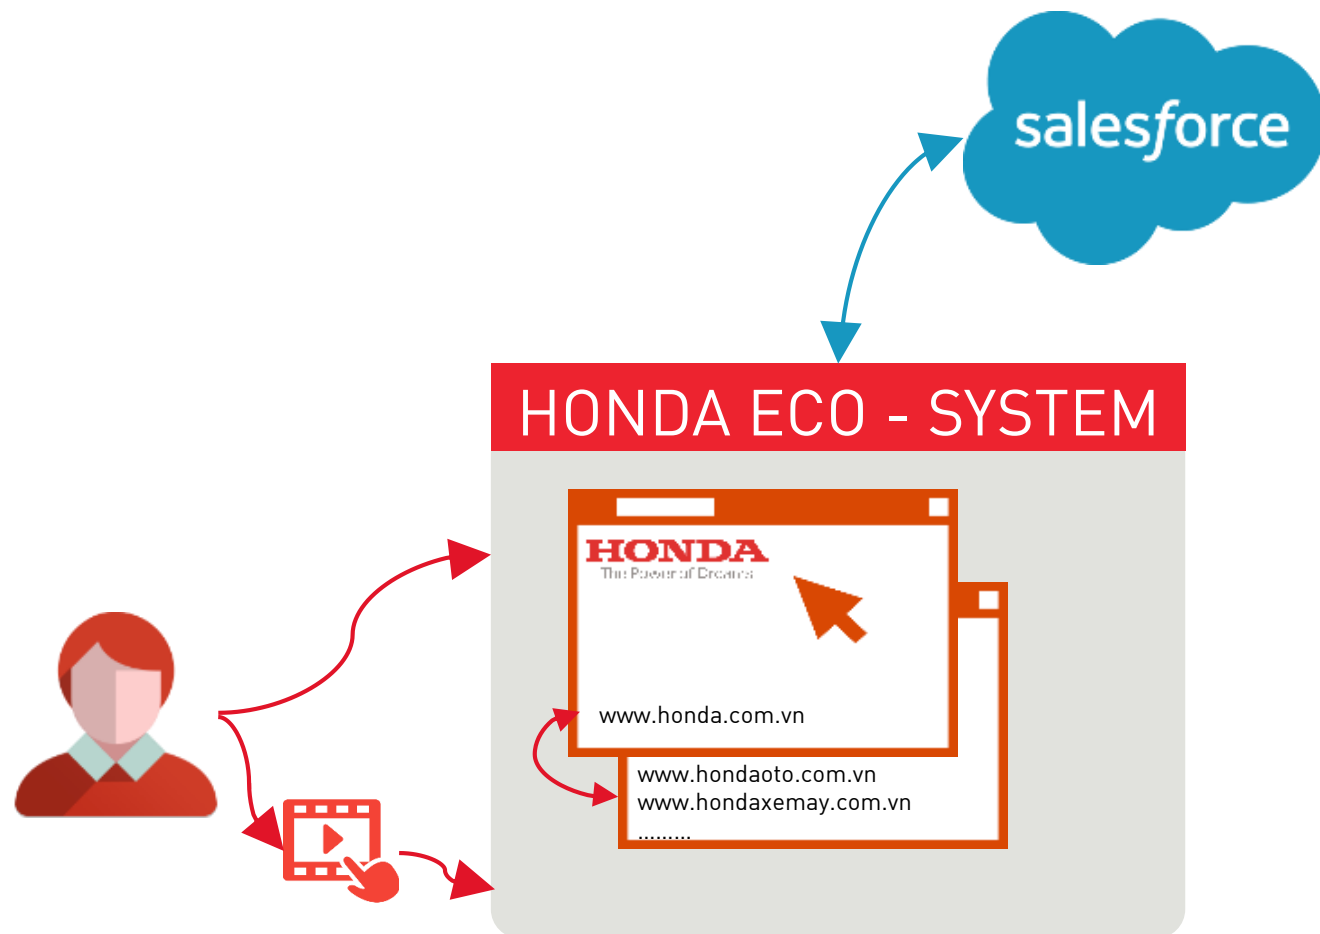 salesforce
HONDA ECO - SYSTEM
HONDA
The Power of Dreams
www.honda.com.vn
www.hondaoto.com.vn
www.hondaxemay.com.vn
.........